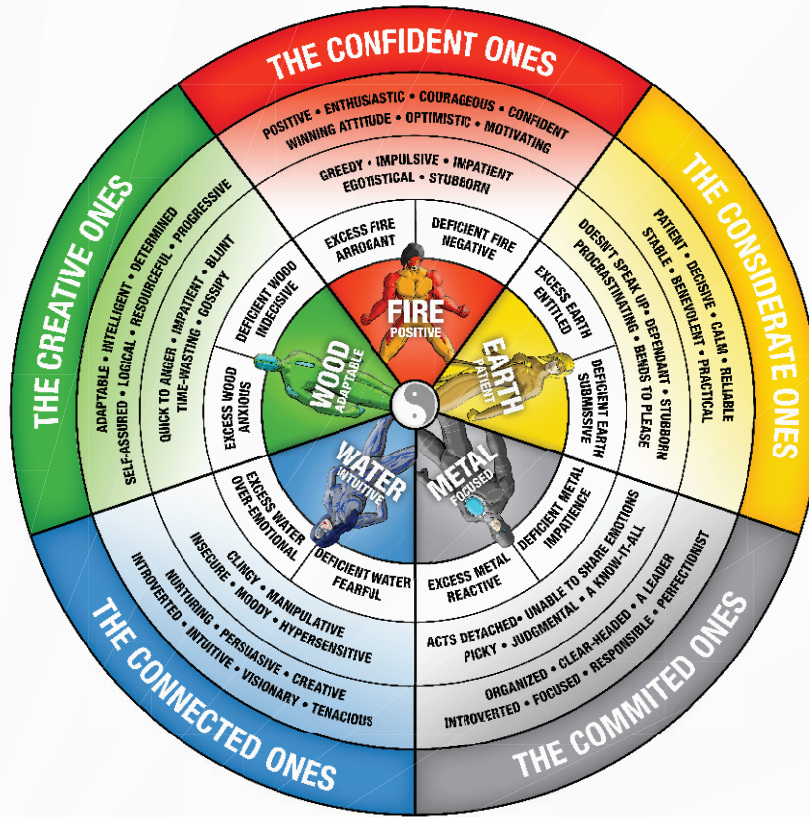 THE CONFIDENT ONES
POSITIVE • ENTHUSIASTIC • COURAGEOUS • CONFIDENT
WINNING ATTITUDE • OPTIMISTIC • MOTIVATING
GREEDY • IMPULSIVE • IMPATIENT
EGOTISTICAL • STUBBORN
EXCESS FIRE
ARROGANT
DEFICIENT FIRE
NEGATIVE
FIRE
POSITIVE
THE CONSIDERATE ONES
PATIENT • DECISIVE • CALM • RELIABLE
STABLE • BENEVOLENT • PRACTICAL
DOESN'T SPEAK UP • DEPENDANT • STUBBORN
PROCRASTINATING • BENDS TO PLEASE
EXCESS EARTH
ENTITLED
DEFICIENT EARTH
SUBMISSIVE
EARTH
PATIENT
THE COMMITED ONES
ORGANIZED • CLEAR-HEADED • A LEADER
INTROVERTED • FOCUSED • RESPONSIBLE • PERFECTIONIST
ACTS DETACHED • UNABLE TO SHARE EMOTIONS
PICKY • JUDGMENTAL • A KNOW-IT-ALL
DEFICIENT METAL
IMPATIENCE
EXCESS METAL
REACTIVE
METAL
FOCUSED
THE CONNECTED ONES
NURTURING • PERSUASIVE • CREATIVE
INTROVERTED • INTUITIVE • VISIONARY • TENACIOUS
CLINGY • MANIPULATIVE
INSECURE • MOODY • HYPERSENSITIVE
EXCESS WATER
OVER-EMOTIONAL
DEFICIENT WATER
FEARFUL
WATER
INTUITIVE
THE CREATIVE ONES
ADAPTABLE • INTELLIGENT • DETERMINED
SELF-ASSURED • LOGICAL • RESOURCEFUL • PROGRESSIVE
QUICK TO ANGER • IMPATIENT • BLUNT
TIME-WASTING • GOSSIPY
EXCESS WOOD
ANXIOUS
DEFICIENT WOOD
INDECISIVE
WOOD
ADAPTABLE